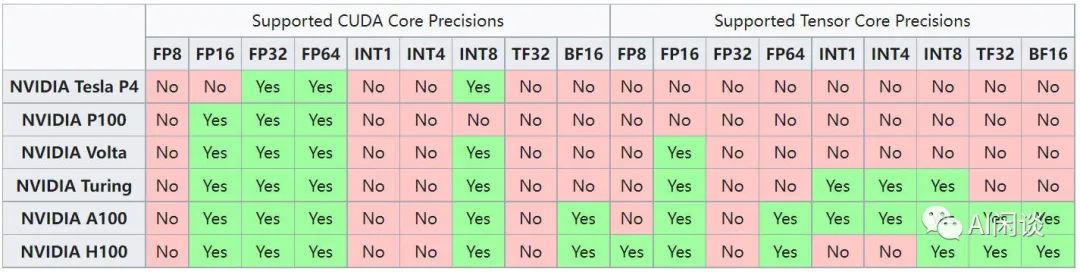 Supported CUDA Core Precisions Supported Tensor Core Precisions
FP8 FP16 FP32 FP64 INT1 INT4 INT8 TF32 BF16 FP8 FP16 FP32 FP64 INT1 INT4 INT8 TF32 BF16
NVIDIA Tesla P4 No No Yes Yes No No Yes No No No No No No No No No No No
NVIDIA P100 No Yes Yes Yes No No No No No No No No No No No No No No
NVIDIA Volta No Yes Yes Yes No No Yes No No No Yes No No No No No No No
NVIDIA Turing No Yes Yes Yes No No Yes No No No Yes No No Yes Yes Yes No No
NVIDIA A100 No Yes Yes Yes No No Yes No Yes No Yes No Yes Yes Yes Yes Yes Yes
NVIDIA H100 No Yes Yes Yes No No Yes No Yes Yes Yes No Yes No No Yes Yes Yes
AI闲谈